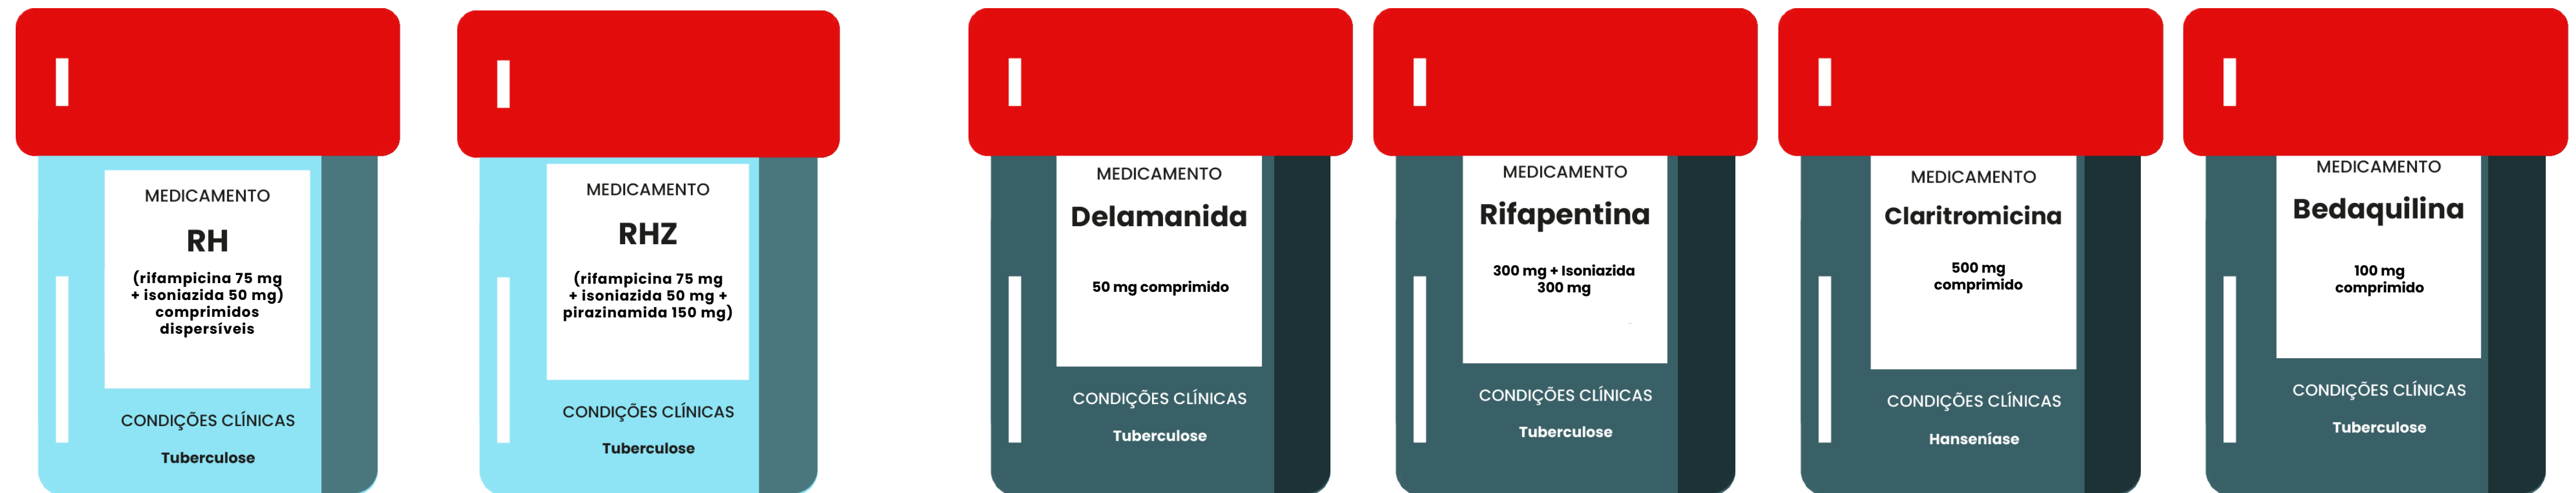 MEDICAMENTO
RH
(rifampicina 75 mg
+ isoniazida 50 mg)
comprimidos
dispersíveis
CONDIÇÕES CLÍNICAS
Tuberculose
MEDICAMENTO
RHZ
(rifampicina 75 mg
+ isoniazida 50 mg +
pirazinamida 150 mg)
CONDIÇÕES CLÍNICAS
Tuberculose
MEDICAMENTO
Delamanida
50 mg comprimido
CONDIÇÕES CLÍNICAS
Tuberculose
MEDICAMENTO
Rifapentina
300 mg + Isoniazida
300 mg
CONDIÇÕES CLÍNICAS
Tuberculose
MEDICAMENTO
Claritromicina
500 mg
comprimido
CONDIÇÕES CLÍNICAS
Hanseníase
MEDICAMENTO
Bedaquilina
100 mg
comprimido
CONDIÇÕES CLÍNICAS
Tuberculose